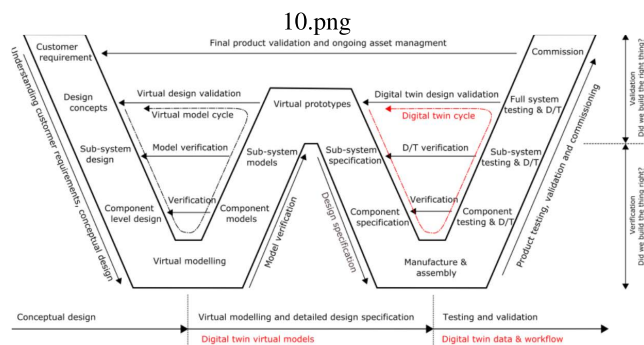 10.png
Customer
requirement
Final product validation and ongoing asset managment
Commission
Understanding custtomer requirements, conceptual design
Design
concepts
Virtual design validation
Virtual model cycle
Virtual prototypes
Digital twin design validation
Digital twin cycle
Full system
testing & D/T
Sub-system
design
Model verification
Sub-system
models
Sub-system
specification
D/T verification
Sub-system
testing & D/T
Component
level design
Verification
Component
models
Component
specification
Verification
Component
testing & D/T
Virtual modelling
Model verification
Design specification
Manufacture &
assembly
Product testing, validation and commissioning
Validation
Did we build the right thing?
Verification
Did we build the thing right?
Conceptual design
Virtual modelling and detailed design specification
Testing and validation
Digital twin virtual models
Digital twin data & workflow